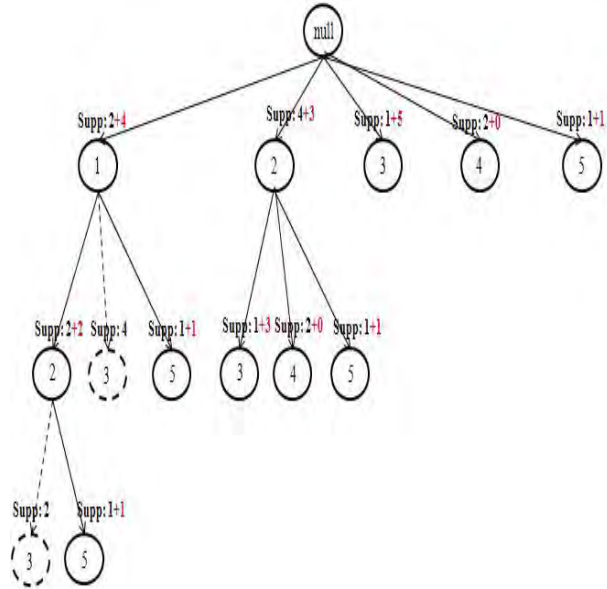 null
Supp: 2+4
Supp: 4+3
Supp: 1+5
Supp: 2+0
Supp: 1+1
1
2
3
4
5
Supp: 2+2
Supp: 4
Supp: 1+1
Supp: 1+3
Supp: 2+0
Supp: 1+1
2
3
5
3
4
5
Supp: 2
Supp: 1+1
3
5